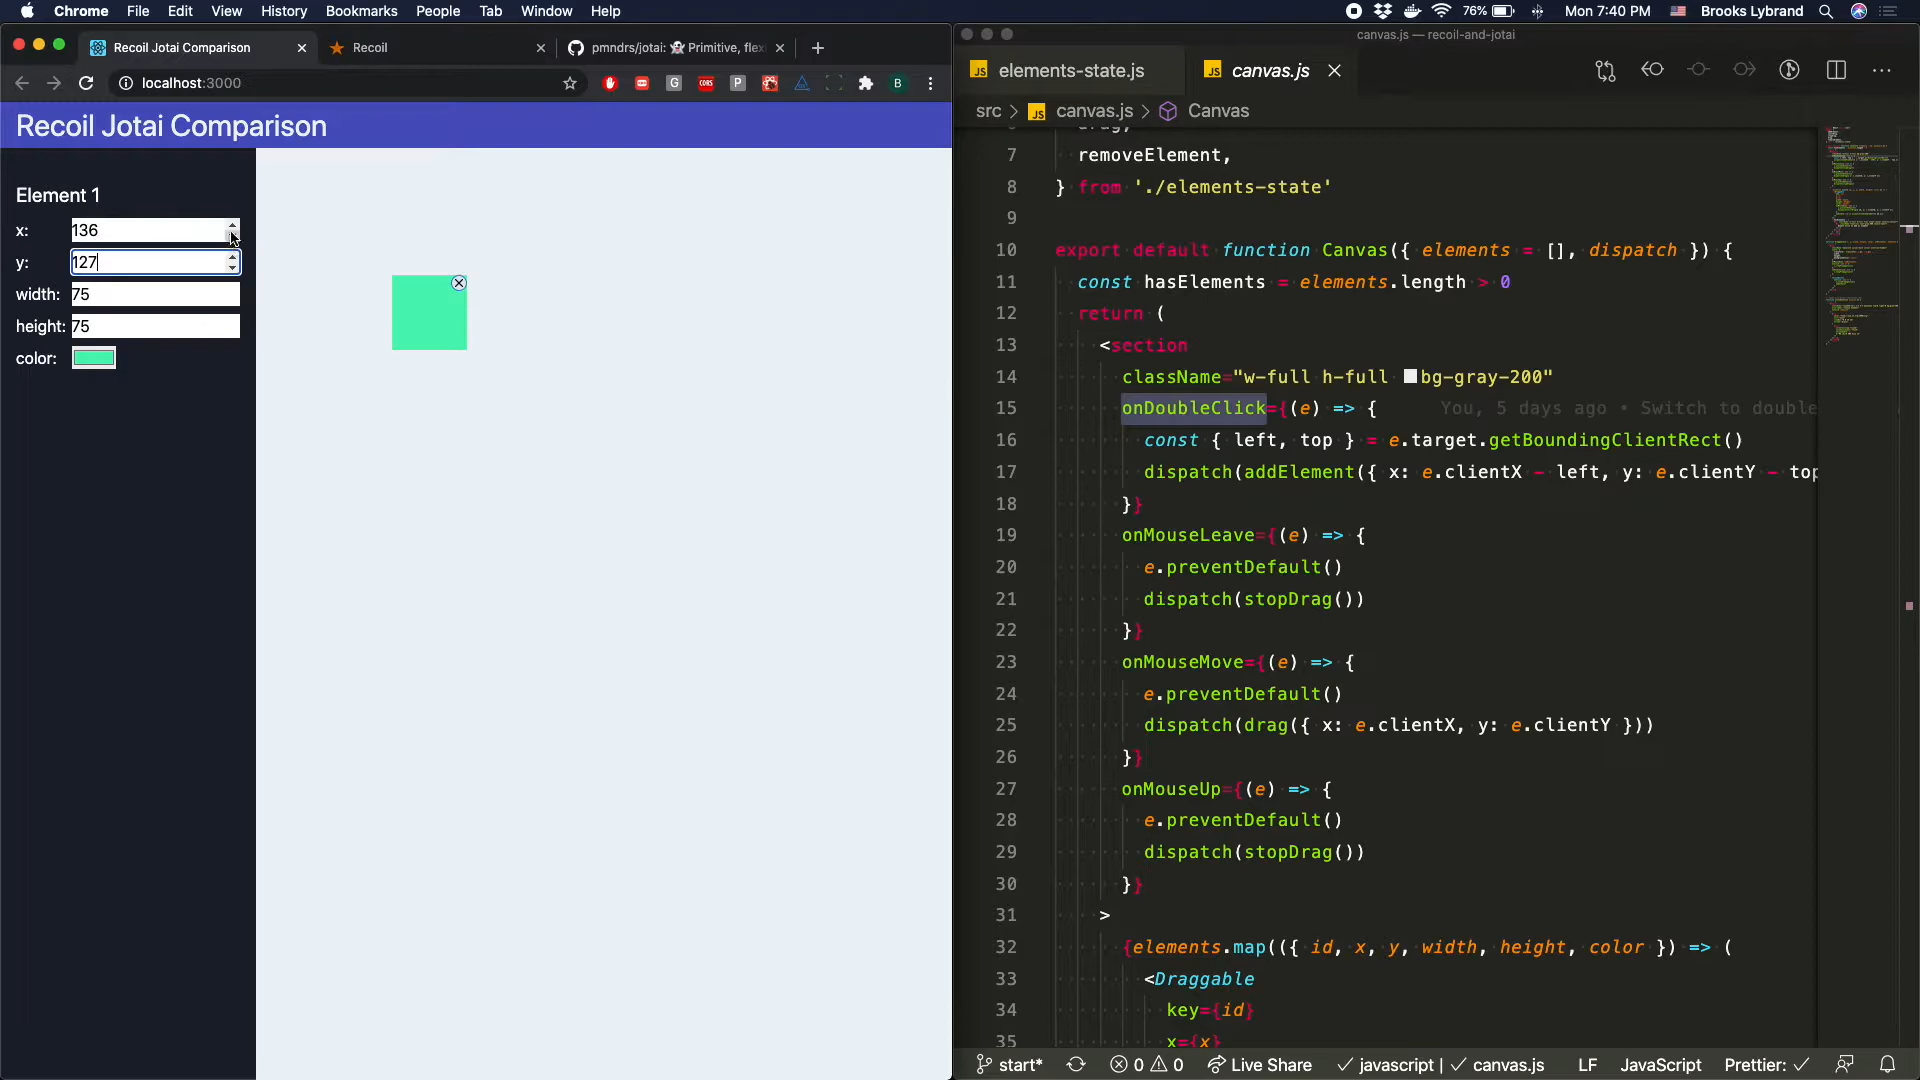 Chrome File Edit View History Bookmarks People Tab Window Help 76% Mon 7:40 PM Brooks Lybrand
Recoil Jotai Comparison
Recoil
pmndrs/jotai: 👻 Primitive, flex
localhost:3000
Recoil Jotai Comparison
Element 1
x: 136
y: 127
width: 75
height: 75
color:
canvas.js — recoil-and-jotai
JS elements-state.js
JS canvas.js
src > JS canvas.js > Canvas
7 removeElement,
8 } from './elements-state'
9
10 export default function Canvas({ elements = [], dispatch }) {
11 const hasElements = elements.length > 0
12 return (
13 <section
14 className="w-full h-full bg-gray-200"
15 onDoubleClick={(e) => { You, 5 days ago • Switch to double
16 const { left, top } = e.target.getBoundingClientRect()
17 dispatch(addElement({ x: e.clientX - left, y: e.clientY - top
18 }}
19 onMouseLeave={(e) => {
20 e.preventDefault()
21 dispatch(stopDrag())
22 }}
23 onMouseMove={(e) => {
24 e.preventDefault()
25 dispatch(drag({ x: e.clientX, y: e.clientY }))
26 }}
27 onMouseUp={(e) => {
28 e.preventDefault()
29 dispatch(stopDrag())
30 }}
31 >
32 {elements.map(({ id, x, y, width, height, color }) => (
33 <Draggable
34 key={id}
35 x={x}
start* 0 0 Live Share ✓ javascript | ✓ canvas.js LF JavaScript Prettier: ✓